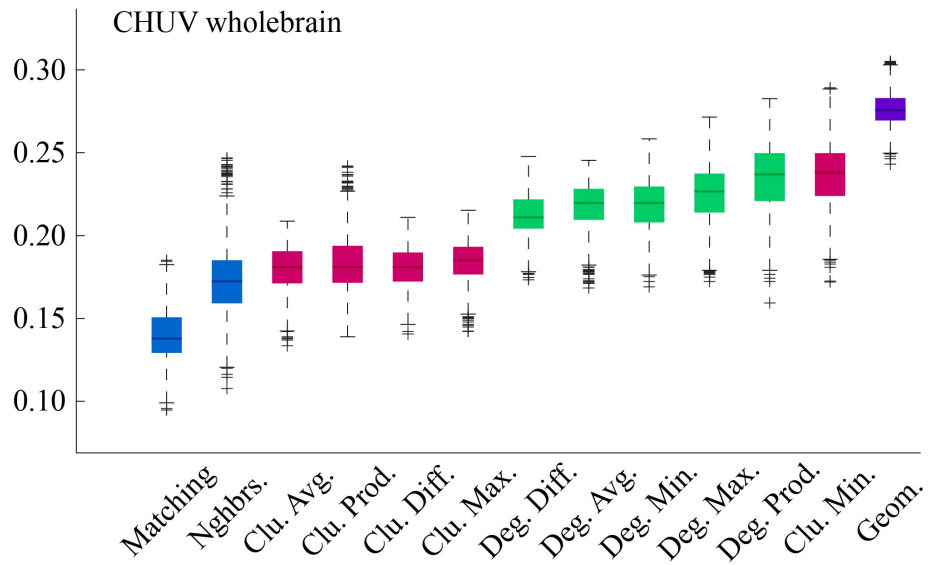 CHUV wholebrain
0.30
0.25
0.20
0.15
0.10
Matching
Nghbrs.
Clu. Avg.
Clu. Prod.
Clu. Diff.
Clu. Max.
Deg. Diff.
Deg. Avg.
Deg. Min.
Deg. Max.
Deg. Prod.
Clu. Min.
Geom.